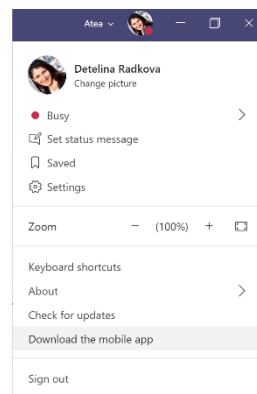 Atea
Detelina Radkova
Change picture
Busy
Set status message
Saved
Settings
Zoom − (100%) +
Keyboard shortcuts
About
Check for updates
Download the mobile app
Sign out